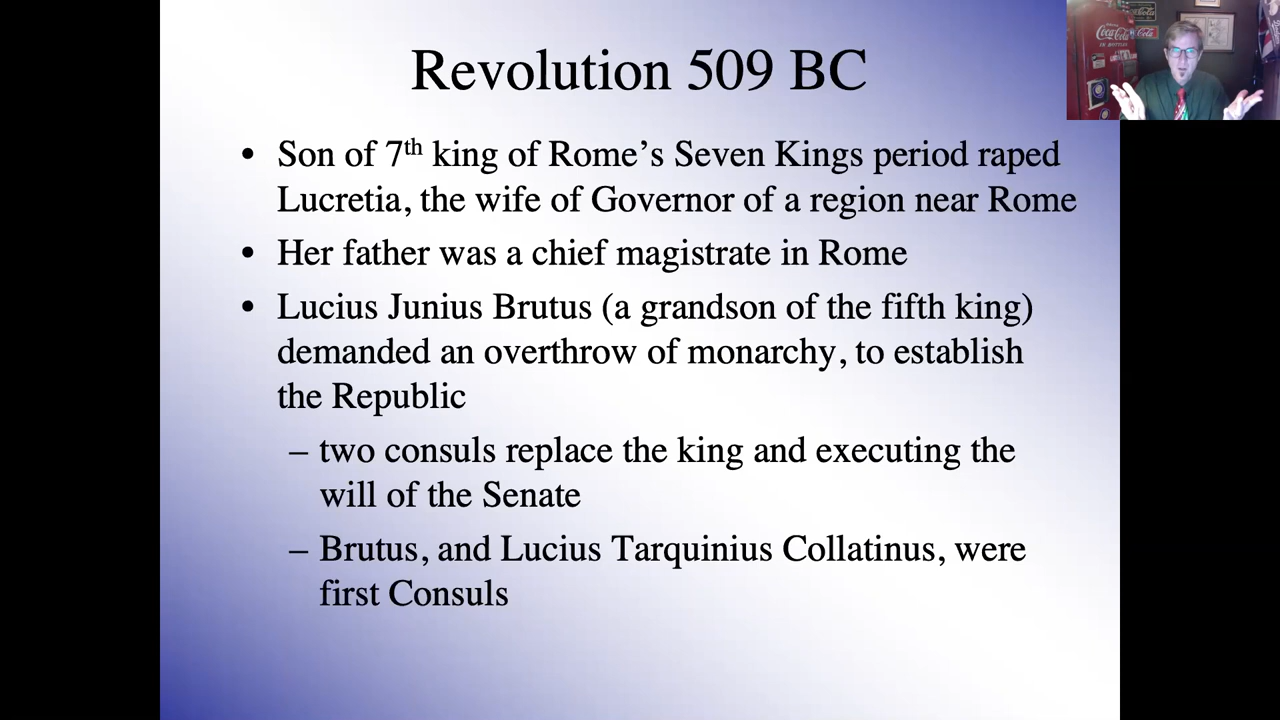 Revolution 509 BC
• Son of 7th king of Rome's Seven Kings period raped
Lucretia, the wife of Governor of a region near Rome
• Her father was a chief magistrate in Rome
• Lucius Junius Brutus (a grandson of the fifth king)
demanded an overthrow of monarchy, to establish
the Republic
– two consuls replace the king and executing the
will of the Senate
– Brutus, and Lucius Tarquinius Collatinus, were
first Consuls
Coca-Cola